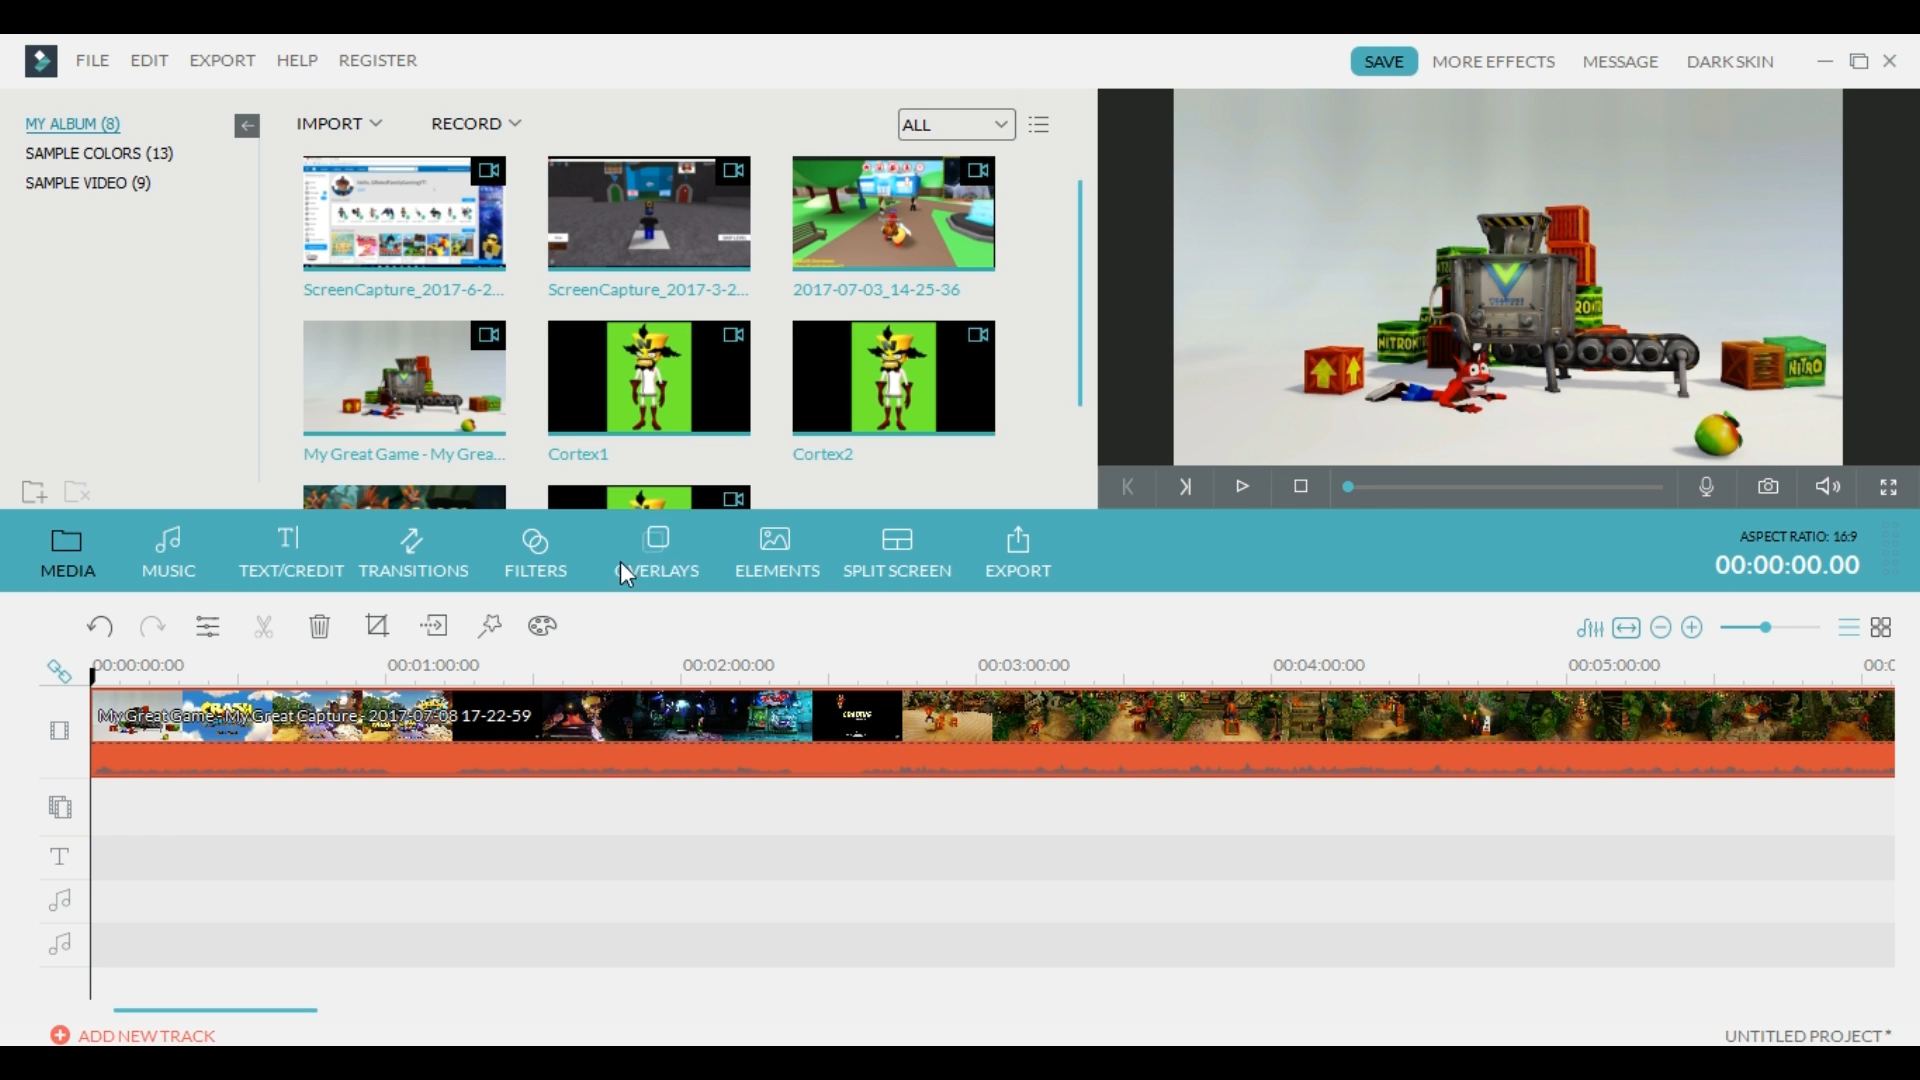 FILE EDIT EXPORT HELP REGISTER
SAVE MORE EFFECTS MESSAGE DARK SKIN
MY ALBUM (8)
SAMPLE COLORS (13)
SAMPLE VIDEO (9)
IMPORT RECORD
ALL
ScreenCapture_2017-6-2... ScreenCapture_2017-3-2... 2017-07-03_14-25-36
My Great Game - My Grea... Cortex1 Cortex2
NITRO
NITRO
MEDIA MUSIC TEXT/CREDIT TRANSITIONS FILTERS OVERLAYS ELEMENTS SPLIT SCREEN EXPORT
ASPECT RATIO: 16:9
00:00:00.00
00:00:00:00 00:01:00:00 00:02:00:00 00:03:00:00 00:04:00:00 00:05:00:00
My Great Game - My Great Capture - 2017-07-08 17-22-59
ADD NEW TRACK
UNTITLED PROJECT *